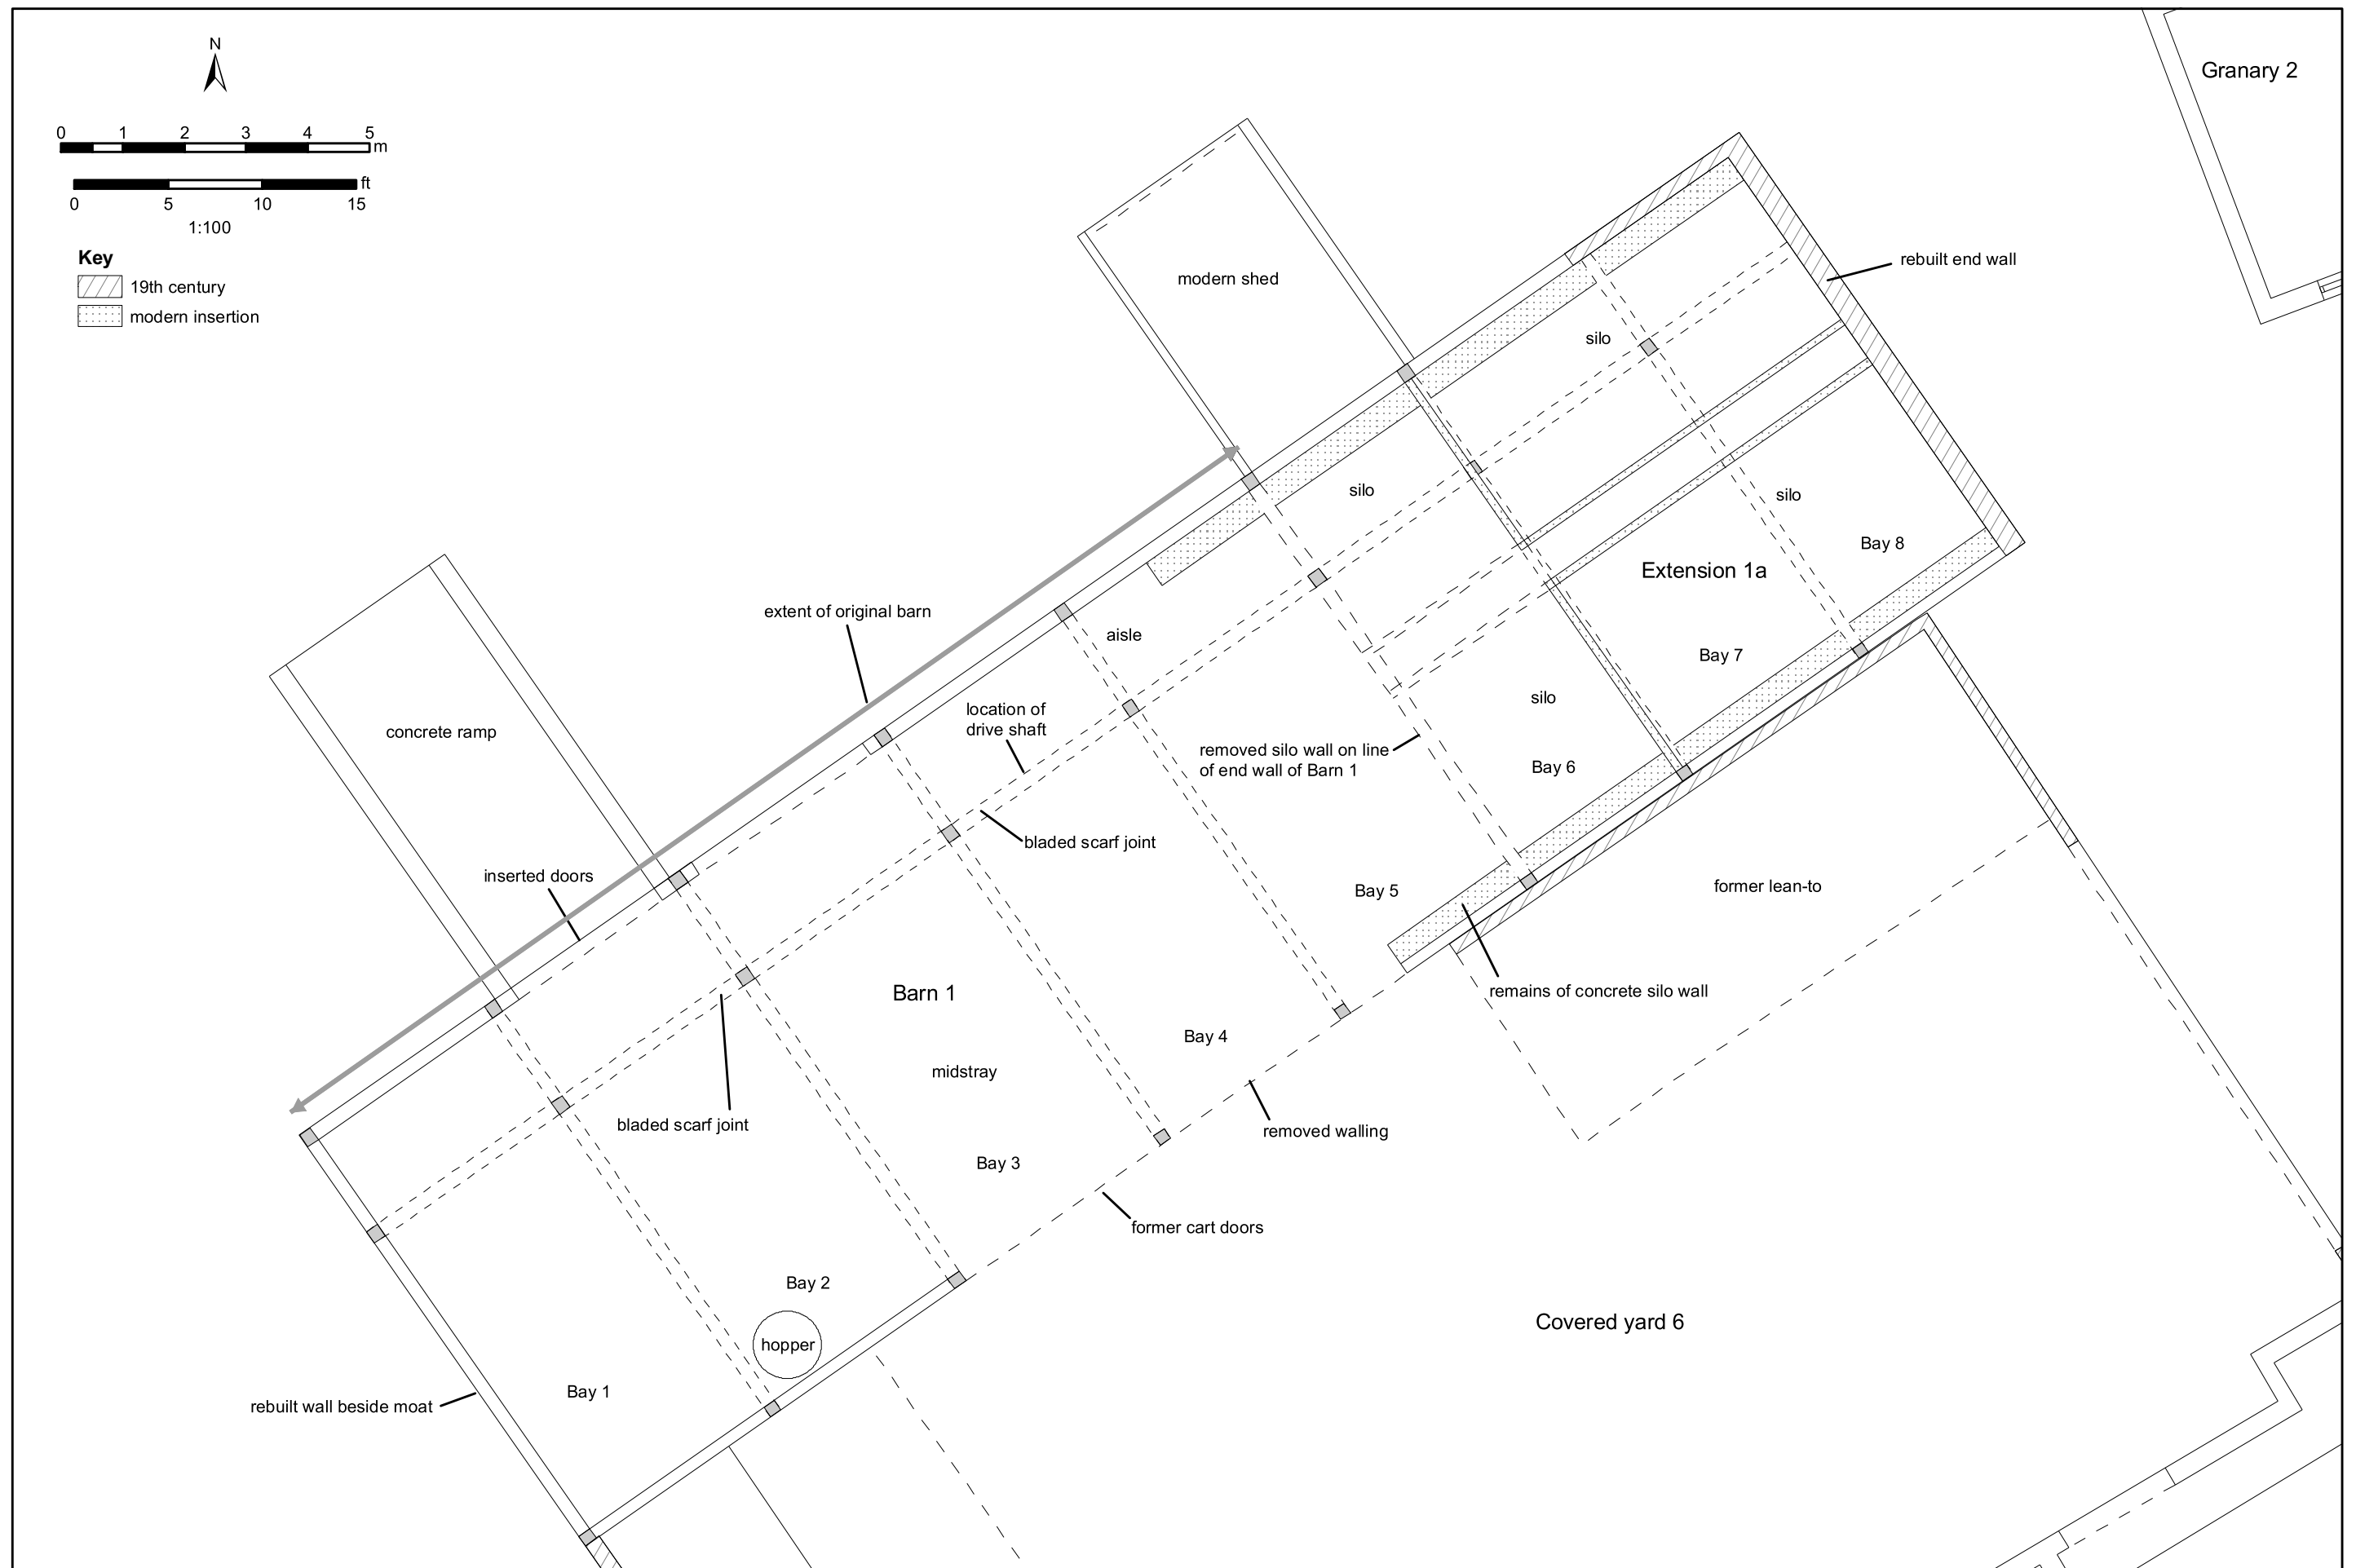 N
0 1 2 3 4 5 m
ft
0 5 10 15
1:100
Key
19th century
modern insertion
Granary 2
modern shed
rebuilt end wall
silo
silo
silo
Bay 8
Extension 1a
extent of original barn
aisle
Bay 7
concrete ramp
location of
drive shaft
silo
removed silo wall on line
of end wall of Barn 1
Bay 6
bladed scarf joint
inserted doors
Bay 5
former lean-to
Barn 1
remains of concrete silo wall
Bay 4
midstray
bladed scarf joint
removed walling
Bay 3
former cart doors
Bay 2
Covered yard 6
hopper
Bay 1
rebuilt wall beside moat